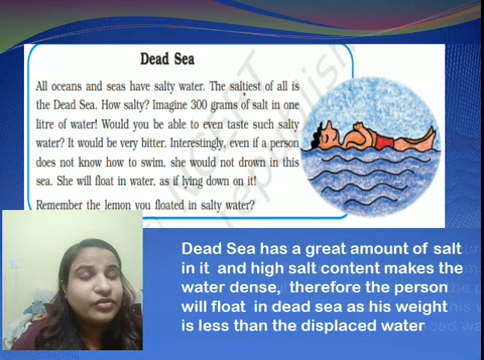 Dead Sea
All oceans and seas have salty water. The saltiest of all is
the Dead Sea. How salty? Imagine 300 grams of salt in one
litre of water! Would you be able to even taste such salty
water? It would be very bitter. Interestingly, even if a person
does not know how to swim, she would not drown in this
sea. She will float in water, as if lying down on it!
Remember the lemon you floated in salty water?
Dead Sea has a great amount of salt
in it and high salt content makes the
water dense, therefore the person
will float in dead sea as his weight
is less than the displaced water